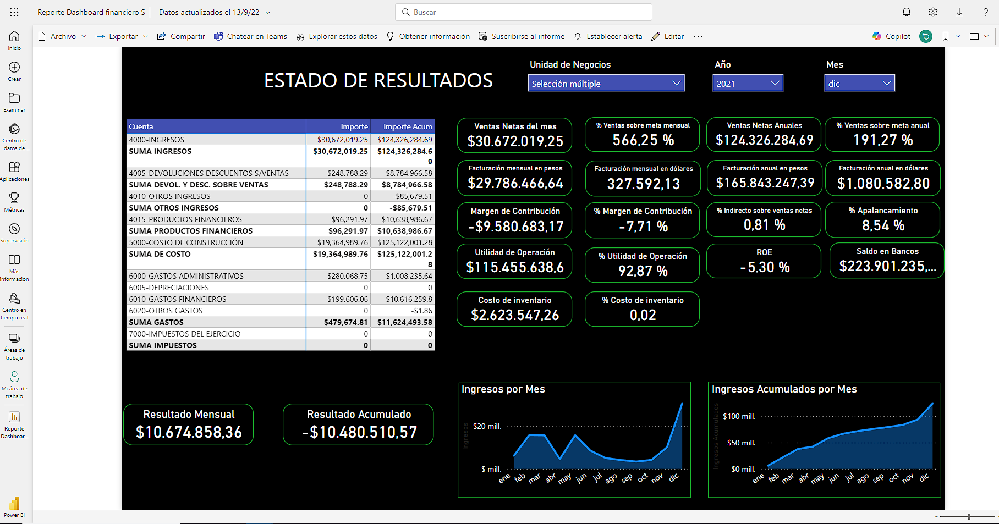 Reporte Dashboard financiero S
Datos actualizados el 13/9/22
Buscar
Archivo
Exportar
Compartir
Chatear en Teams
Explorar estos datos
Obtener información
Suscribirse al informe
Establecer alerta
Editar
Copilot
Inicio
Crear
Examinar
Centro de
datos de ...
Aplicaciones
Métricas
Supervisión
Más
información
Centro en
tiempo real
Áreas de
trabajo
Mi área de
trabajo
Reporte
Dashboar...
Power BI
ESTADO DE RESULTADOS
Unidad de Negocios
Selección múltiple
Año
2021
Mes
dic
Cuenta Importe Importe Acum
4000-INGRESOS $30,672,019.25 $124,326,284.69
SUMA INGRESOS $30,672,019.25 $124,326,284.6
9
4005-DEVOLUCIONES DESCUENTOS S/VENTAS $248,788.29 $8,784,966.58
SUMA DEVOL. Y DESC. SOBRE VENTAS $248,788.29 $8,784,966.58
4010-OTROS INGRESOS 0 -$85,679.51
SUMA OTROS INGRESOS 0 -$85,679.51
4015-PRODUCTOS FINANCIEROS $96,291.97 $10,638,986.67
SUMA PRODUCTOS FINANCIEROS $96,291.97 $10,638,986.67
5000-COSTO DE CONSTRUCCIÓN $19,364,989.76 $125,122,001.28
SUMA DE COSTO $19,364,989.76 $125,122,001.2
8
6000-GASTOS ADMINISTRATIVOS $280,068.75 $1,008,235.64
6005-DEPRECIACIONES 0 0
6010-GASTOS FINANCIEROS $199,606.06 $10,616,259.8
6020-OTROS GASTOS 0 -$1.86
SUMA GASTOS $479,674.81 $11,624,493.58
7000-IMPUESTOS DEL EJERCICIO 0 0
SUMA IMPUESTOS 0 0
Ventas Netas del mes
$30.672.019,25
% Ventas sobre meta mensual
566,25 %
Ventas Netas Anuales
$124.326.284,69
% Ventas sobre meta anual
191,27 %
Facturación mensual en pesos
$29.786.466,64
Facturación mensual en dólares
327.592,13
Facturación anual en pesos
$165.843.247,39
Facturación anual en dólares
$1.080.582,80
Margen de Contribución
-$9.580.683,17
% Margen de Contribución
-7,71 %
% Indirecto sobre ventas netas
0,81 %
% Apalancamiento
8,54 %
Utilidad de Operación
$115.455.638,6
% Utilidad de Operación
92,87 %
ROE
-5,30 %
Saldo en Bancos
$223.901.235,...
Costo de inventario
$2.623.547,26
% Costo de inventario
0,02
Resultado Mensual
$10.674.858,36
Resultado Acumulado
-$10.480.510,57
Ingresos por Mes
Ingresos
$20 mill.
$ mill.
ene feb mar abr may jun jul ago sep oct nov dic
Ingresos Acumulados por Mes
Ingresos Acumulados
$100 mill.
$50 mill.
$0 mill.
ene feb mar abr may jun jul ago sep oct nov dic